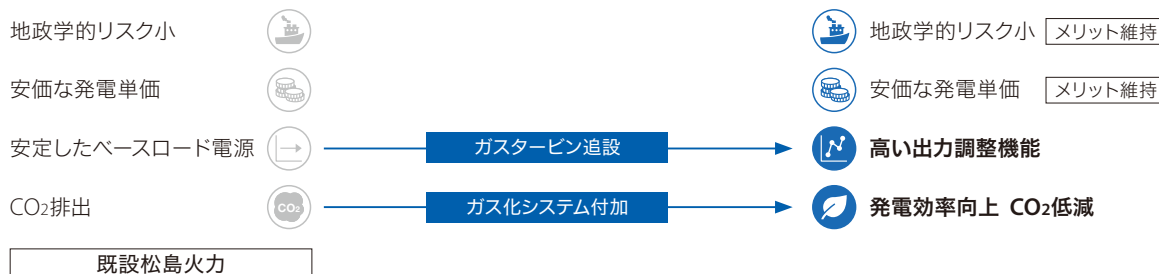 地政学的リスク小 地政学的リスク小 メリット維持
安価な発電単価 安価な発電単価 メリット維持
安定したベースロード電源 ガスタービン追設 高い出力調整機能
CO2排出 CO2 ガス化システム付加 発電効率向上 CO2低減
既設松島火力